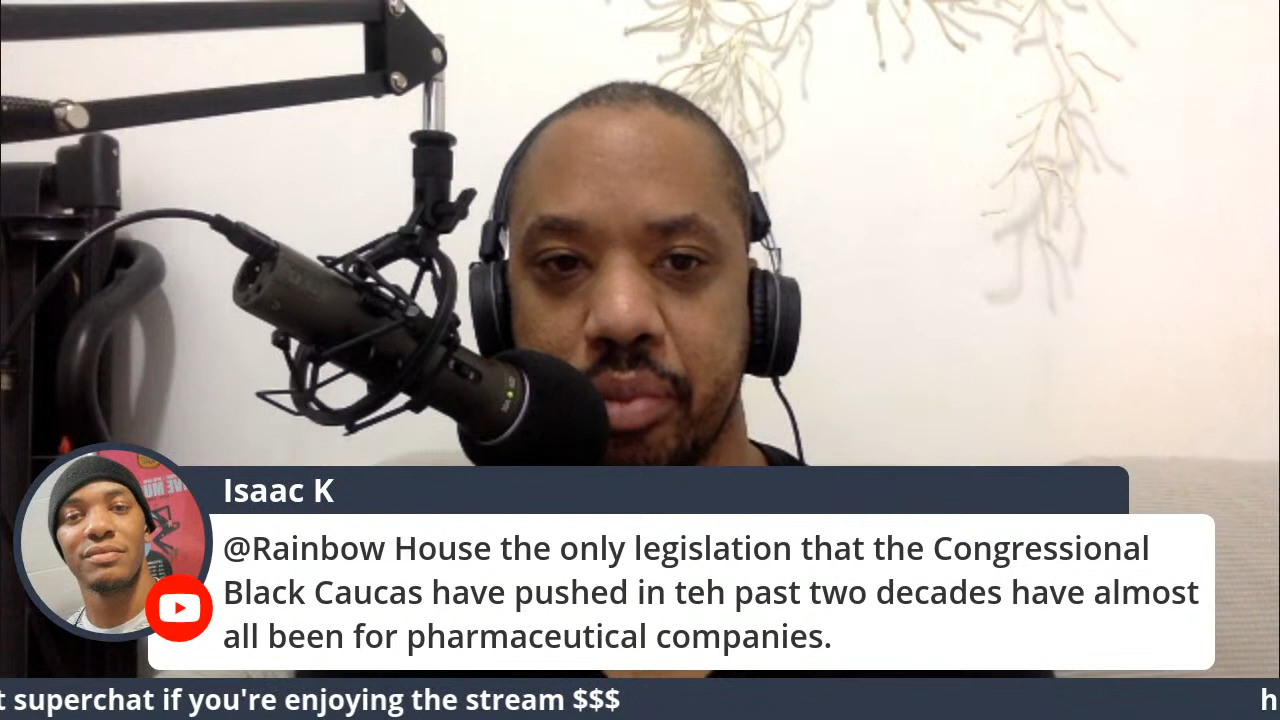 Isaac K
@Rainbow House the only legislation that the Congressional
Black Caucas have pushed in teh past two decades have almost
all been for pharmaceutical companies.
t superchat if you're enjoying the stream $$$
h